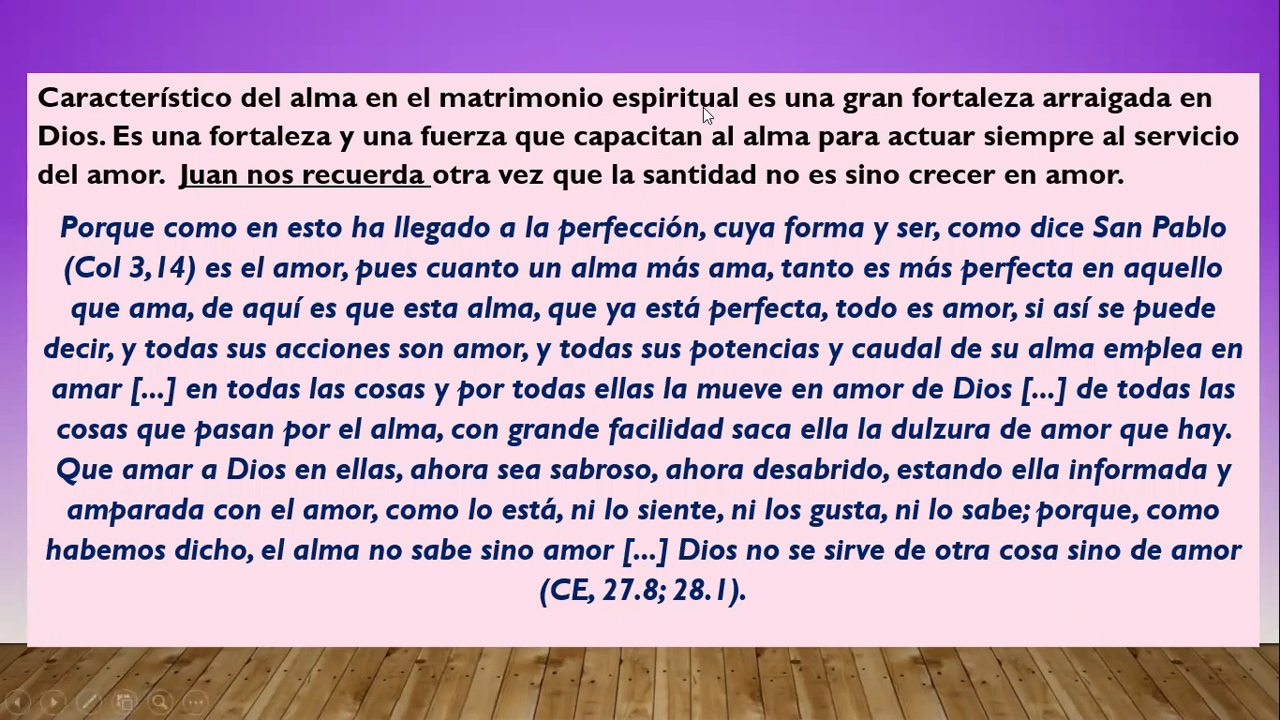 Característico del alma en el matrimonio espiritual es una gran fortaleza arraigada en
Dios. Es una fortaleza y una fuerza que capacitan al alma para actuar siempre al servicio
del amor. Juan nos recuerda otra vez que la santidad no es sino crecer en amor.
Porque como en esto ha llegado a la perfección, cuya forma y ser, como dice San Pablo
(Col 3,14) es el amor, pues cuanto un alma más ama, tanto es más perfecta en aquello
que ama, de aquí es que esta alma, que ya está perfecta, todo es amor, si así se puede
decir, y todas sus acciones son amor, y todas sus potencias y caudal de su alma emplea en
amar [...] en todas las cosas y por todas ellas la mueve en amor de Dios [...] de todas las
cosas que pasan por el alma, con grande facilidad saca ella la dulzura de amor que hay.
Que amar a Dios en ellas, ahora sea sabroso, ahora desabrido, estando ella informada y
amparada con el amor, como lo está, ni lo siente, ni los gusta, ni lo sabe; porque, como
habemos dicho, el alma no sabe sino amor [...] Dios no se sirve de otra cosa sino de amor
(CE, 27.8; 28.1).